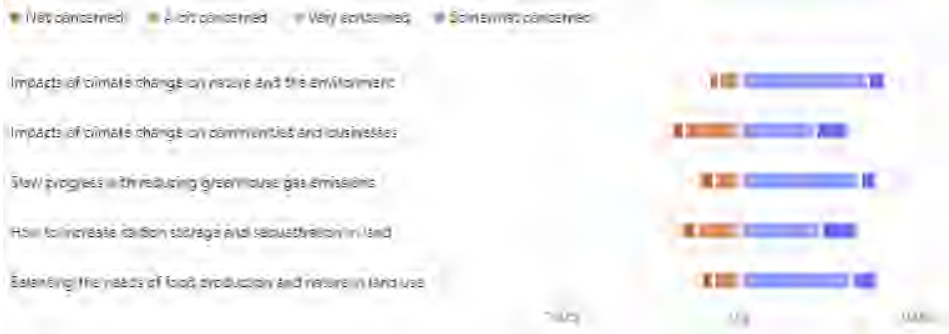 Not concerned A bit concerned Very concerned Somewhat concerned
Impacts of climate change on nature and the environment
Impacts of climate change on communities and businesses
Slow progress with reducing greenhouse gas emissions
How to increase carbon storage and sequestration in land
Balancing the needs of food production and nature in land use